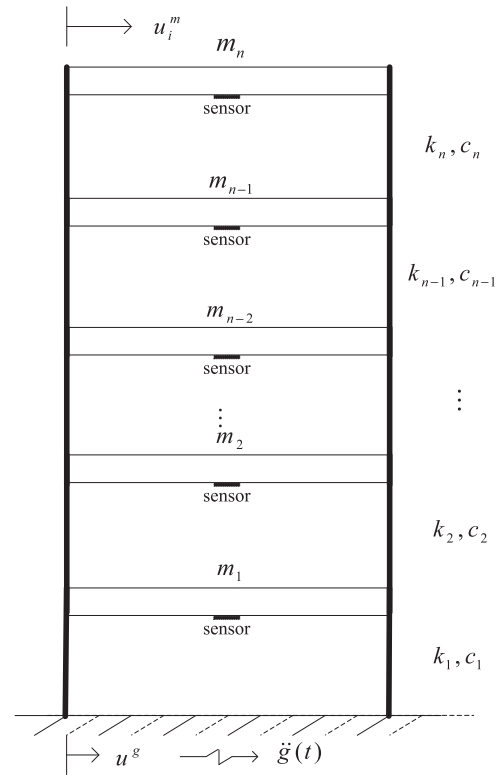 u_i^m
m_n
sensor
k_n, c_n
m_{n-1}
sensor
k_{n-1}, c_{n-1}
m_{n-2}
sensor
⋮
⋮
m_2
sensor
k_2, c_2
m_1
sensor
k_1, c_1
u^g g̈(t)